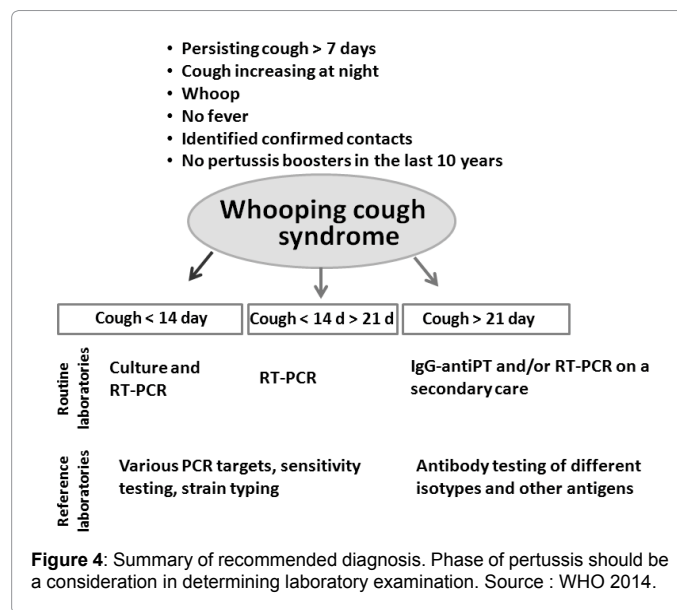 • Persisting cough > 7 days
• Cough increasing at night
• Whoop
• No fever
• Identified confirmed contacts
• No pertussis boosters in the last 10 years
Whooping cough
syndrome
Cough < 14 day
Cough < 14 d > 21 d
Cough > 21 day
Routine
laboratories
Culture and
RT-PCR
RT-PCR
IgG-antiPT and/or RT-PCR on a
secondary care
Reference
laboratories
Various PCR targets, sensitivity
testing, strain typing
Antibody testing of different
isotypes and other antigens
Figure 4: Summary of recommended diagnosis. Phase of pertussis should be
a consideration in determining laboratory examination. Source : WHO 2014.